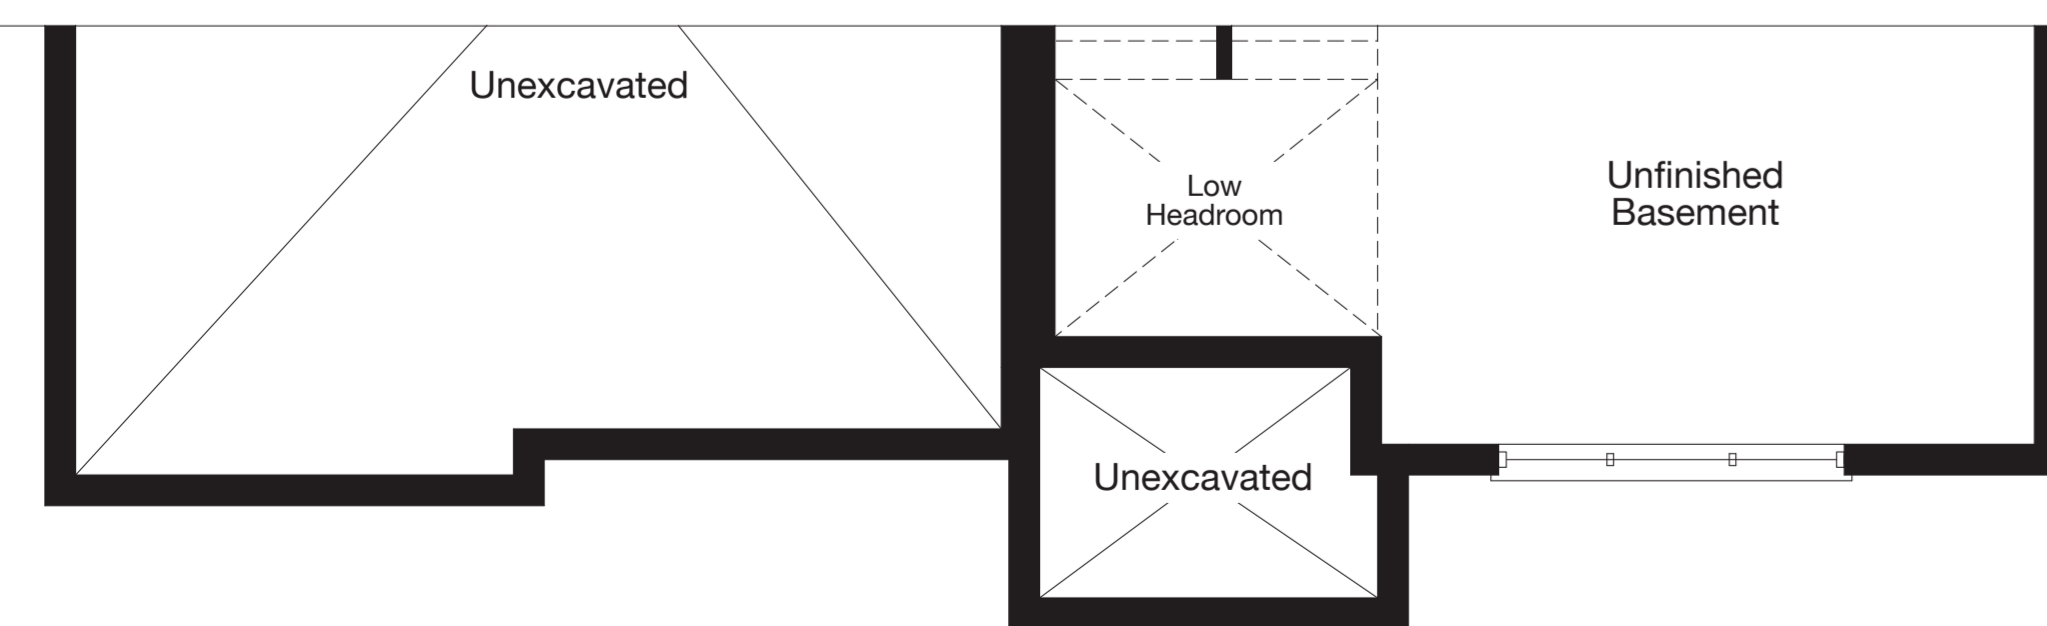 Unexcavated
Low
Headroom
Unfinished
Basement
Unexcavated